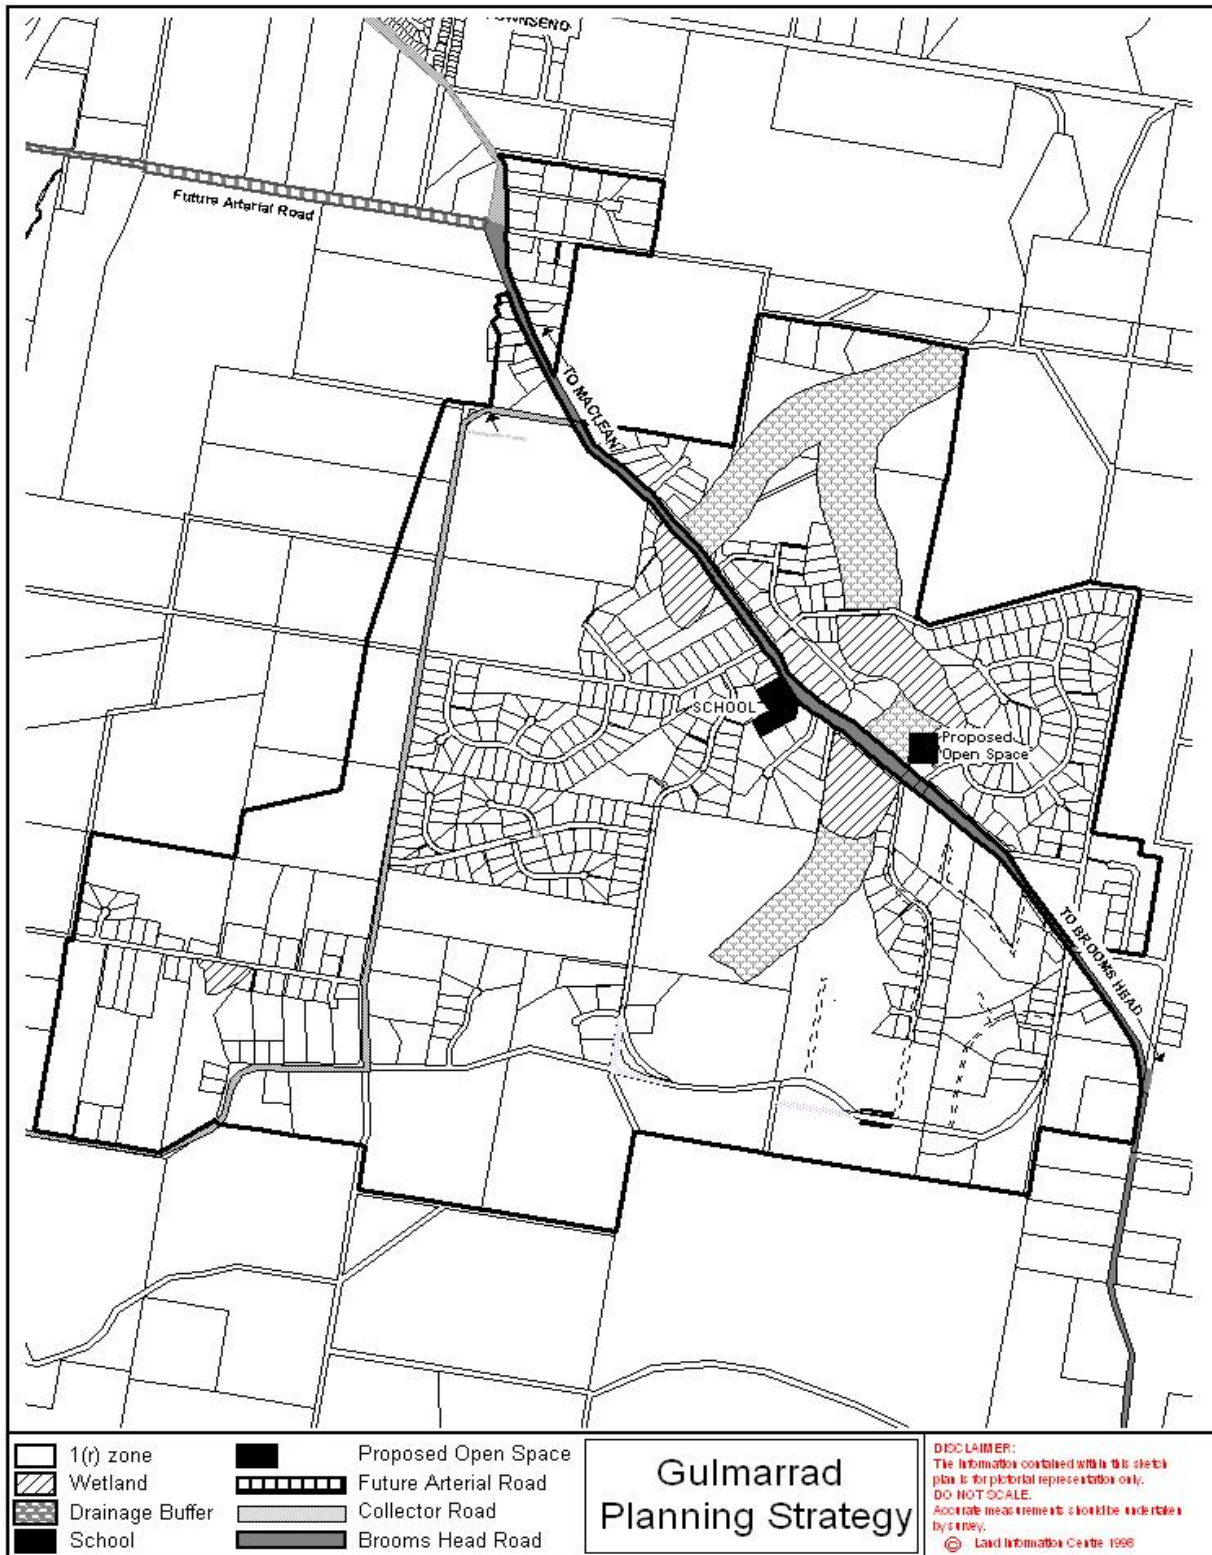 TOWNSEND
Future Arterial Road
TO MACLEAN
SCHOOL
Proposed
Open Space
TO BROOMS HEAD
1(r) zone
Wetland
Drainage Buffer
School
Proposed Open Space
Future Arterial Road
Collector Road
Brooms Head Road
Gulmarrad
Planning Strategy
DISCLAIMER:
The Information contained within this sketch
plan is for pictorial representation only.
DO NOT SCALE.
Accurate measurements should be undertaken
by survey.
© Land Information Centre 1998